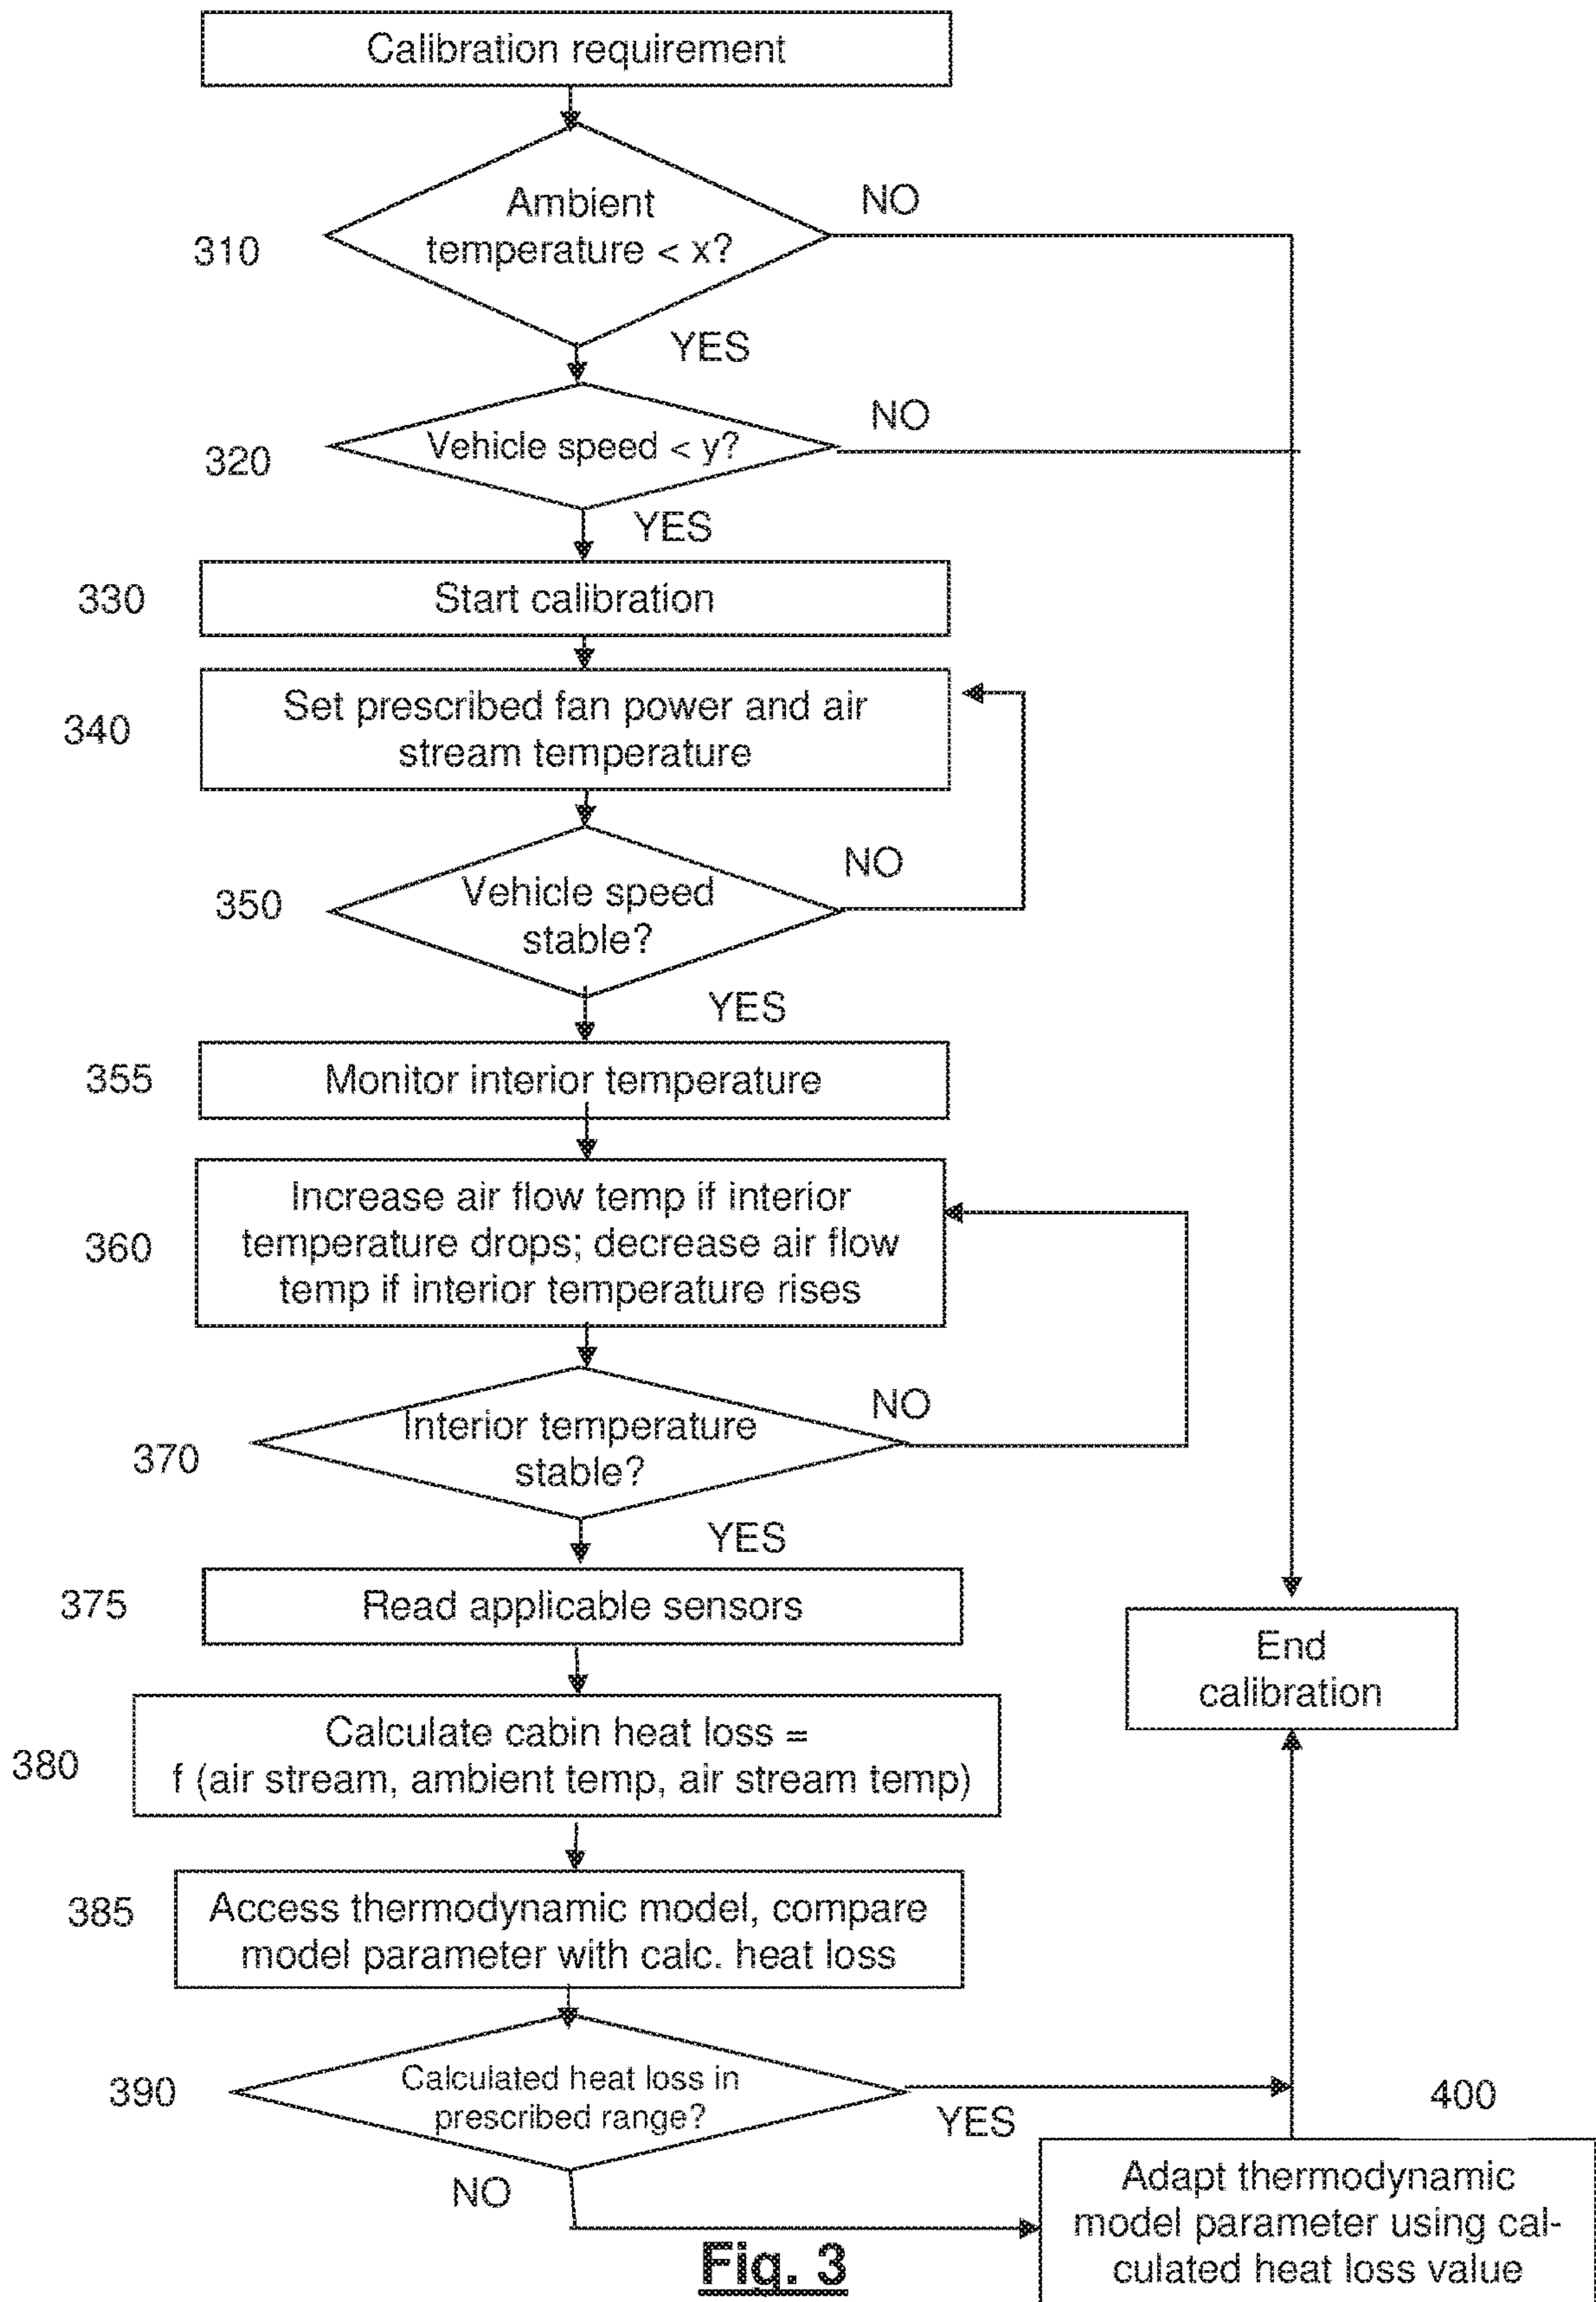 Calibration requirement
Ambient
temperature < x?
NO
310
YES
Vehicle speed < y?
NO
320
YES
330
Start calibration
340
Set prescribed fan power and air
stream temperature
NO
350
Vehicle speed
stable?
YES
355
Monitor interior temperature
360
Increase air flow temp if interior
temperature drops; decrease air flow
temp if interior temperature rises
NO
370
Interior temperature
stable?
YES
375
Read applicable sensors
End
calibration
380
Calculate cabin heat loss =
f (air stream, ambient temp, air stream temp)
385
Access thermodynamic model, compare
model parameter with calc. heat loss
390
Calculated heat loss in
prescribed range?
YES
400
NO
Adapt thermodynamic
model parameter using cal-
culated heat loss value
Fig. 3